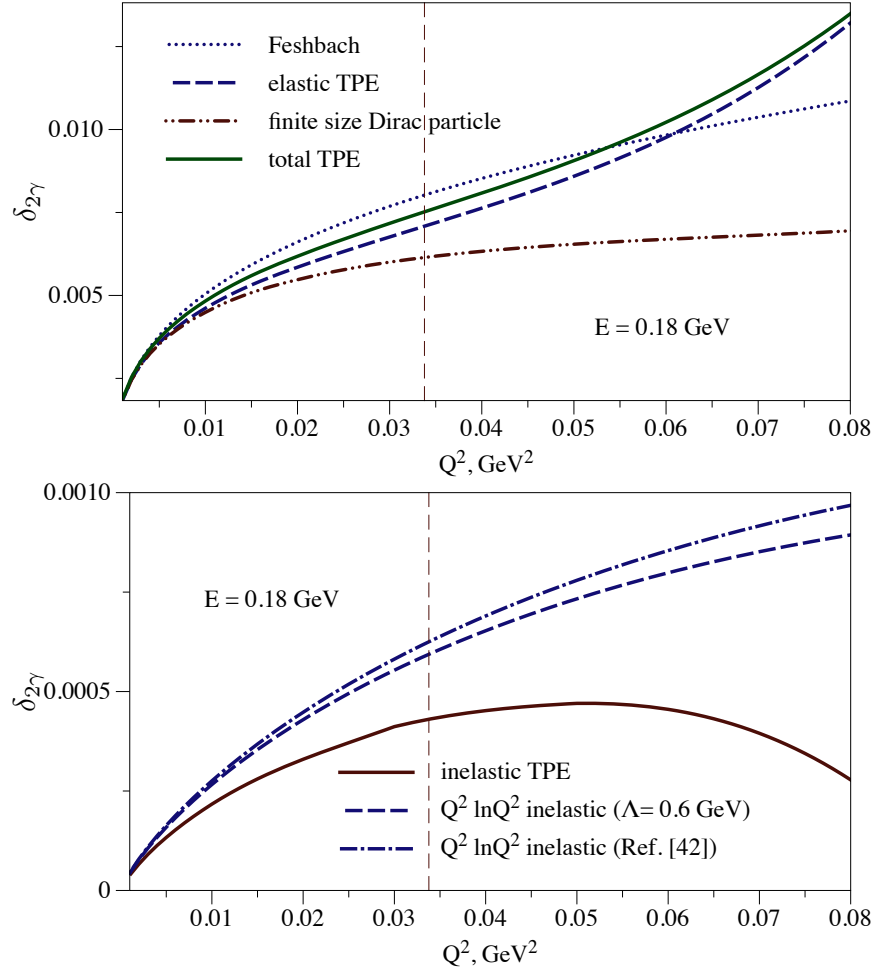 Feshbach
elastic TPE
finite size Dirac particle
total TPE
0.010
0.005
δ2γ
E = 0.18 GeV
0.01 0.02 0.03 0.04 0.05 0.06 0.07 0.08
Q², GeV²
0.0010
0.0005
0
δ2γ
E = 0.18 GeV
inelastic TPE
Q² lnQ² inelastic (Λ= 0.6 GeV)
Q² lnQ² inelastic (Ref. [42])
0.01 0.02 0.03 0.04 0.05 0.06 0.07 0.08
Q², GeV²